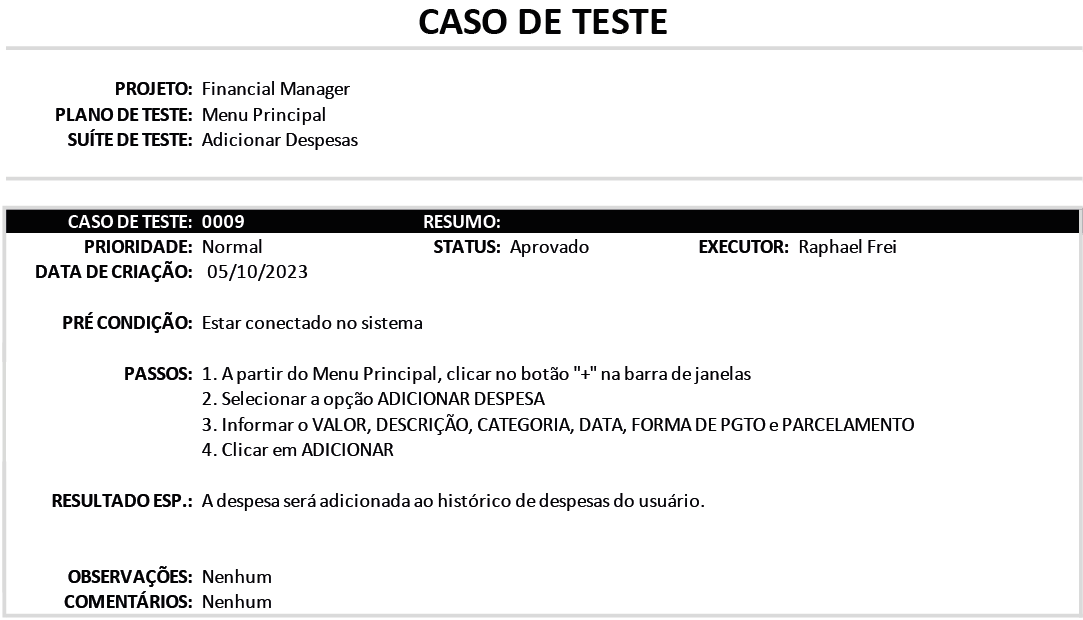 CASO DE TESTE
PROJETO: Financial Manager
PLANO DE TESTE: Menu Principal
SUÍTE DE TESTE: Adicionar Despesas
CASO DE TESTE: 0009 RESUMO:
PRIORIDADE: Normal STATUS: Aprovado EXECUTOR: Raphael Frei
DATA DE CRIAÇÃO: 05/10/2023
PRÉ CONDIÇÃO: Estar conectado no sistema
PASSOS: 1. A partir do Menu Principal, clicar no botão "+" na barra de janelas
2. Selecionar a opção ADICIONAR DESPESA
3. Informar o VALOR, DESCRIÇÃO, CATEGORIA, DATA, FORMA DE PGTO e PARCELAMENTO
4. Clicar em ADICIONAR
RESULTADO ESP.: A despesa será adicionada ao histórico de despesas do usuário.
OBSERVAÇÕES: Nenhum
COMENTÁRIOS: Nenhum